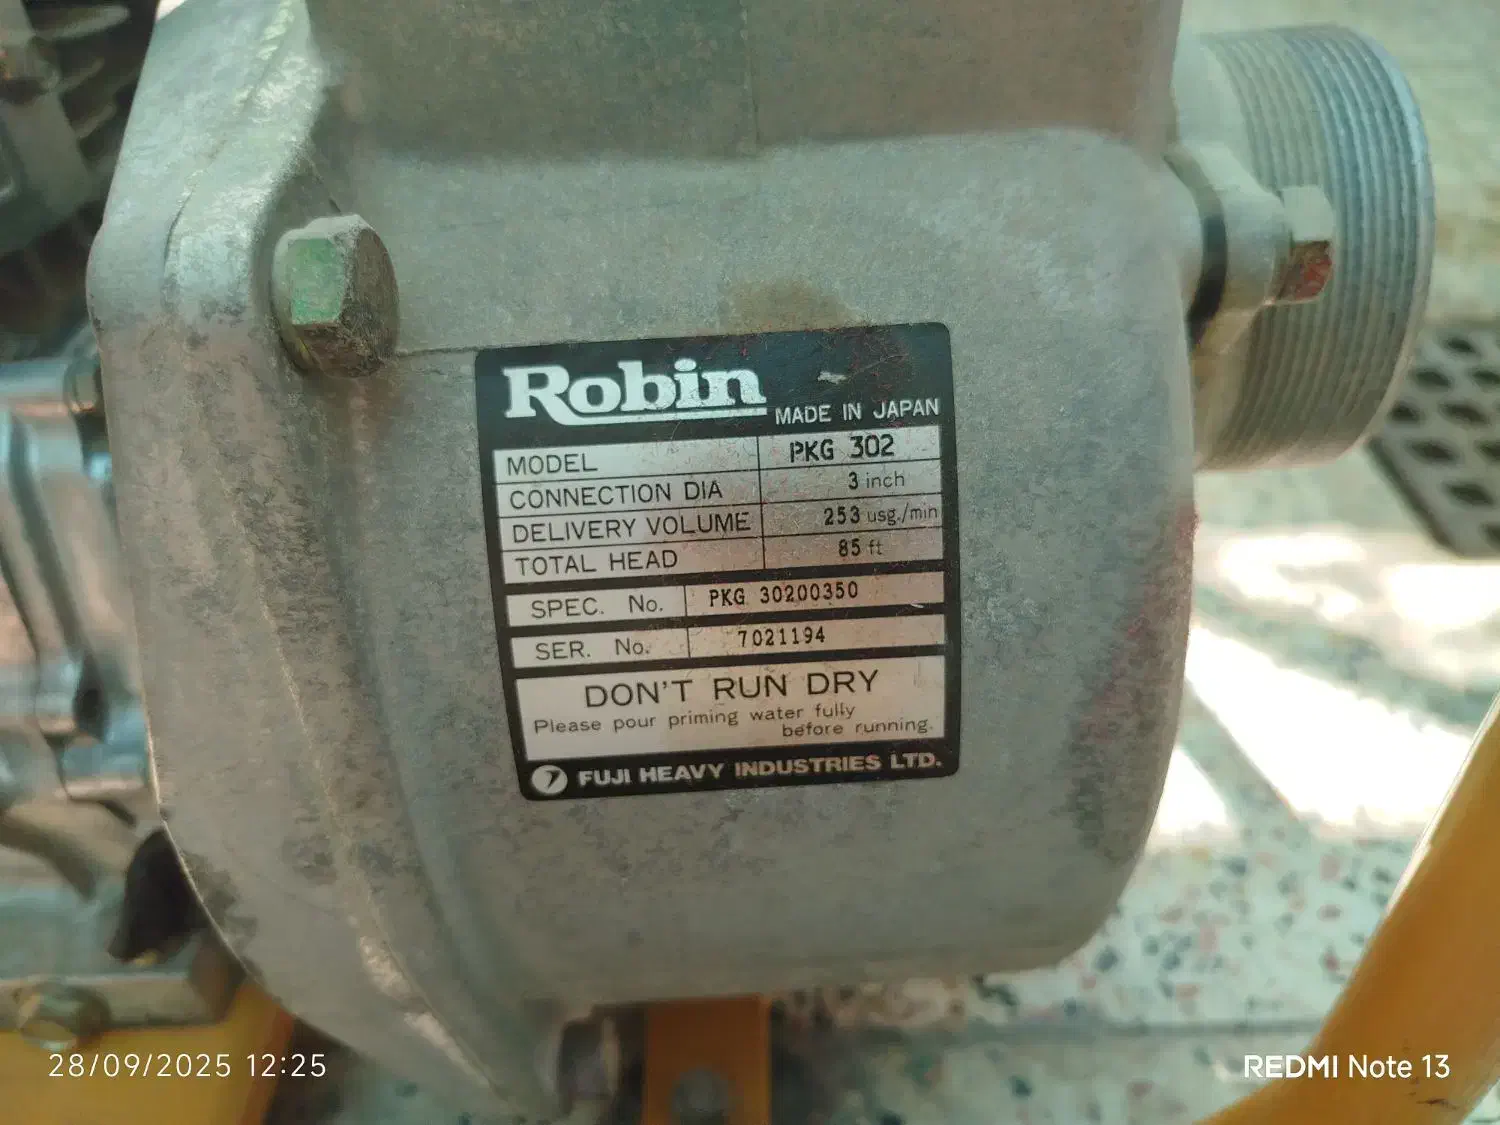 Robin
MADE IN JAPAN
MODEL PKG 302
CONNECTION DIA 3 inch
DELIVERY VOLUME 253 usg./min
TOTAL HEAD 85 ft
SPEC. No. PKG 30200350
SER. No. 7021194
DON'T RUN DRY
Please pour priming water fully
before running.
FUJI HEAVY INDUSTRIES LTD.
28/09/2025 12:25
REDMI Note 13